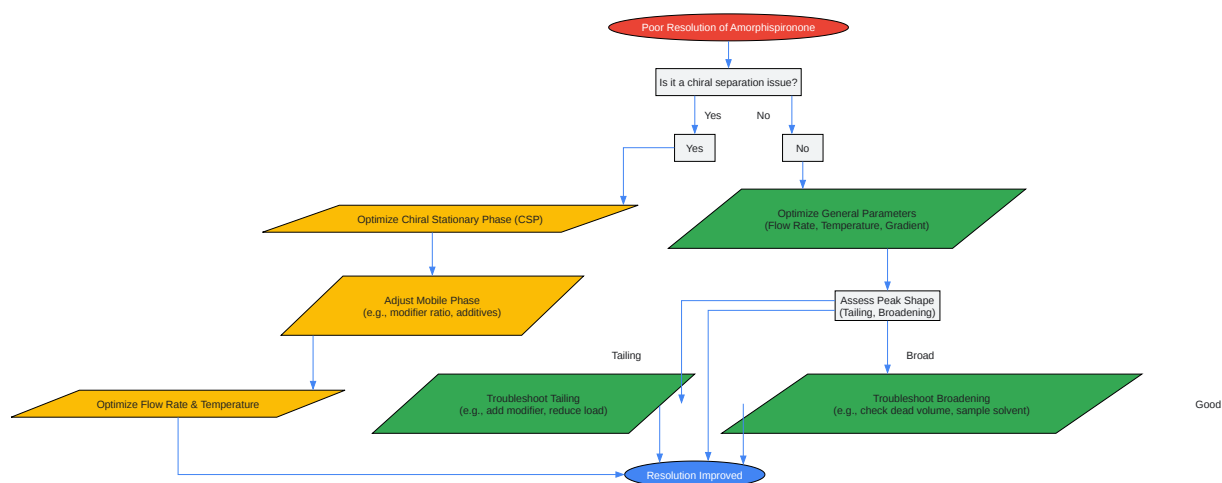 Poor Resolution of Amorphispironone
Is it a chiral separation issue?
Yes
No
Yes
No
Optimize Chiral Stationary Phase (CSP)
Optimize General Parameters
(Flow Rate, Temperature, Gradient)
Adjust Mobile Phase
(e.g., modifier ratio, additives)
Assess Peak Shape
(Tailing, Broadening)
Tailing
Broad
Optimize Flow Rate & Temperature
Troubleshoot Tailing
(e.g., add modifier, reduce load)
Troubleshoot Broadening
(e.g., check dead volume, sample solvent)
Good
Resolution Improved